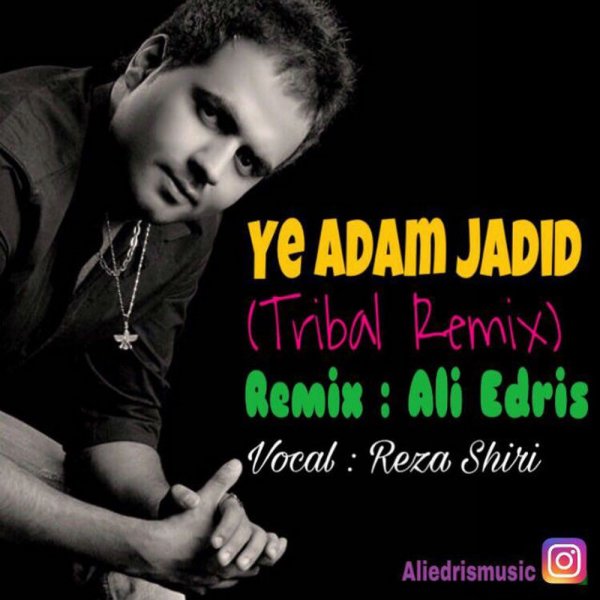 Ye Adam Jadid
(Tribal Remix)
Remix : Ali Edris
Vocal : Reza Shiri
Aliedrismusic